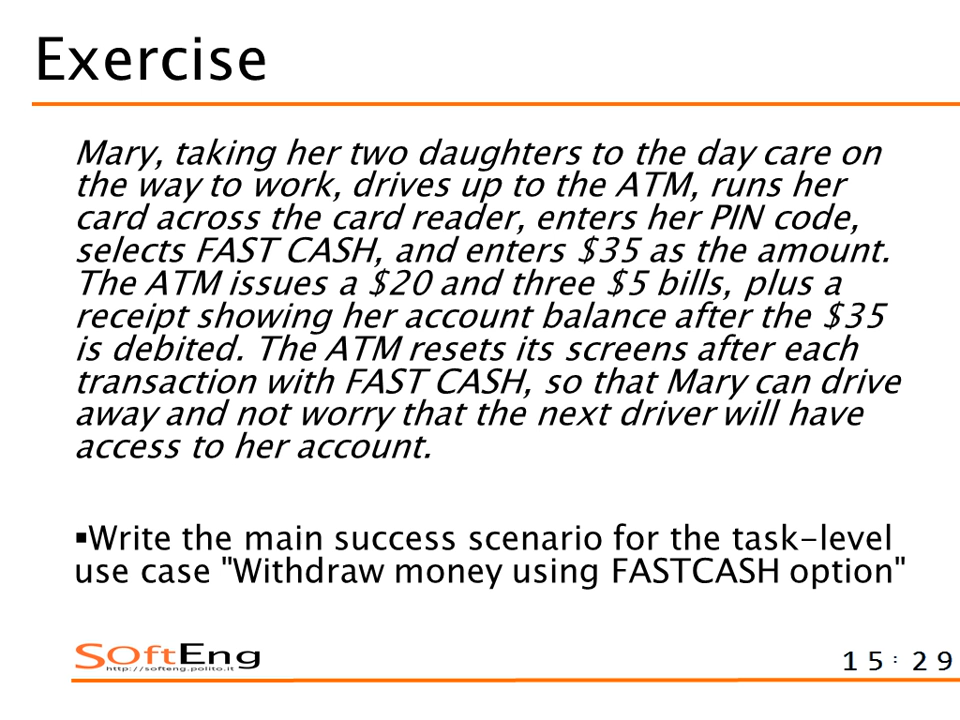 Exercise
Mary, taking her two daughters to the day care on
the way to work, drives up to the ATM, runs her
card across the card reader, enters her PIN code,
selects FAST CASH, and enters $35 as the amount.
The ATM issues a $20 and three $5 bills, plus a
receipt showing her account balance after the $35
is debited. The ATM resets its screens after each
transaction with FAST CASH, so that Mary can drive
away and not worry that the next driver will have
access to her account.
▪Write the main success scenario for the task-level
use case "Withdraw money using FASTCASH option"
SOftEng
http://softeng.polito.it
15:29